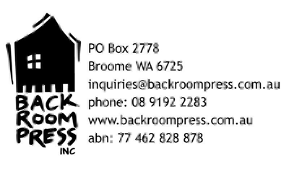 BACK
ROOM
PRESS
INC
PO Box 2778
Broome WA 6725
inquiries@backroompress.com.au
phone: 08 9192 2283
www.backroompress.com.au
abn: 77 462 828 878